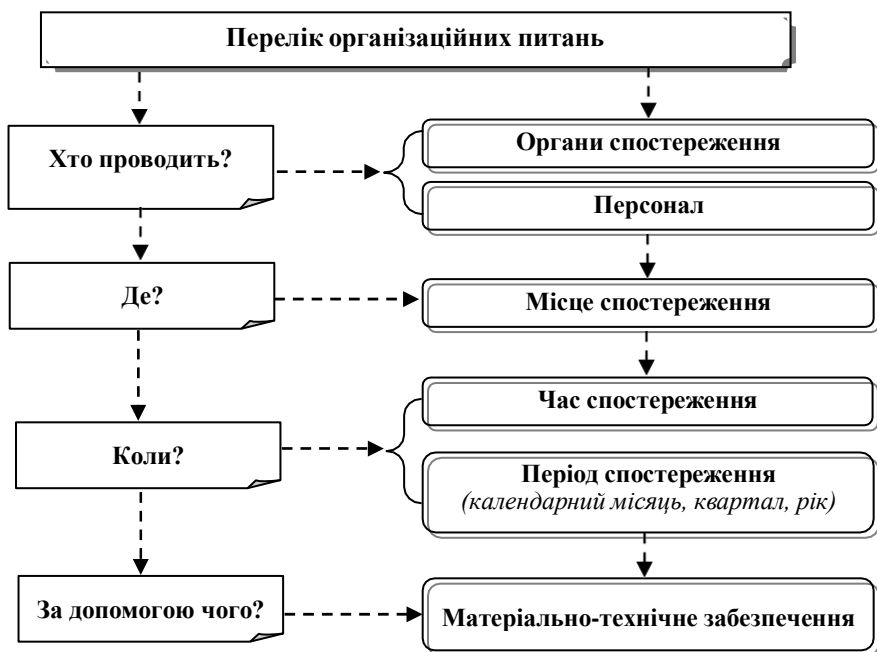 Перелік організаційних питань
Хто проводить?
Органи спостереження
Персонал
Де?
Місце спостереження
Коли?
Час спостереження
Період спостереження
(календарний місяць, квартал, рік)
За допомогою чого?
Матеріально-технічне забезпечення